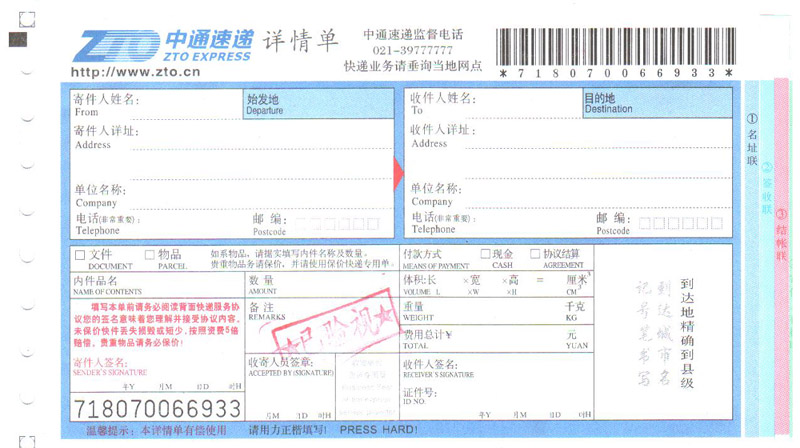 ZTO 中通速递 详情单
ZTO EXPRESS
http://www.zto.cn
中通速递监督电话
021-39777777
快递业务请垂询当地网点
*718070066933*
寄件人姓名:
From
始发地
Departure
寄件人详址:
Address
单位名称:
Company
电话(非常重要):
Telephone
邮 编:
Postcode
收件人姓名:
To
目的地
Destination
收件人详址:
Address
单位名称:
Company
电话(非常重要):
Telephone
邮 编:
Postcode
①名址联
②签收联
③结帐联
文件
DOCUMENT
物品
PARCEL
如系物品,请据实填写内件名称及数量。
贵重物品务请保价,并请使用保价快递专用单。
付款方式
MEANS OF PAYMENT
现金
CASH
协议结算
AGREEMENT
内件品名
NAME OF CONTENTS
数 量
AMOUNT
体积:长 ×宽 ×高 = 厘米³
VOLUME L ×W ×H CM³
填写本单前请务必阅读背面快递服务协
议您的签名意味着您理解并接受协议内容,
未保价快件丢失损毁或短少,按照资费5倍
赔偿,贵重物品请务必保价!
备 注
REMARKS
已验视
重量
WEIGHT
千克
KG
费用总计¥
TOTAL
元
YUAN
寄件人签名:
SENDER'S SIGNATURE
年Y 月M 日D 时H
718070066933
收寄人员签章:
ACCEPTED BY (SIGNATURE)
月M 日D 时H
收件人签名:
RECEIVER'S SIGNATURE
证件号:
ID NO.
年Y 月M 日D 时H
到达地精确到县级
到达城市名
记号笔书写
温馨提示:本详情单有偿使用
请用力正楷填写! PRESS HARD!